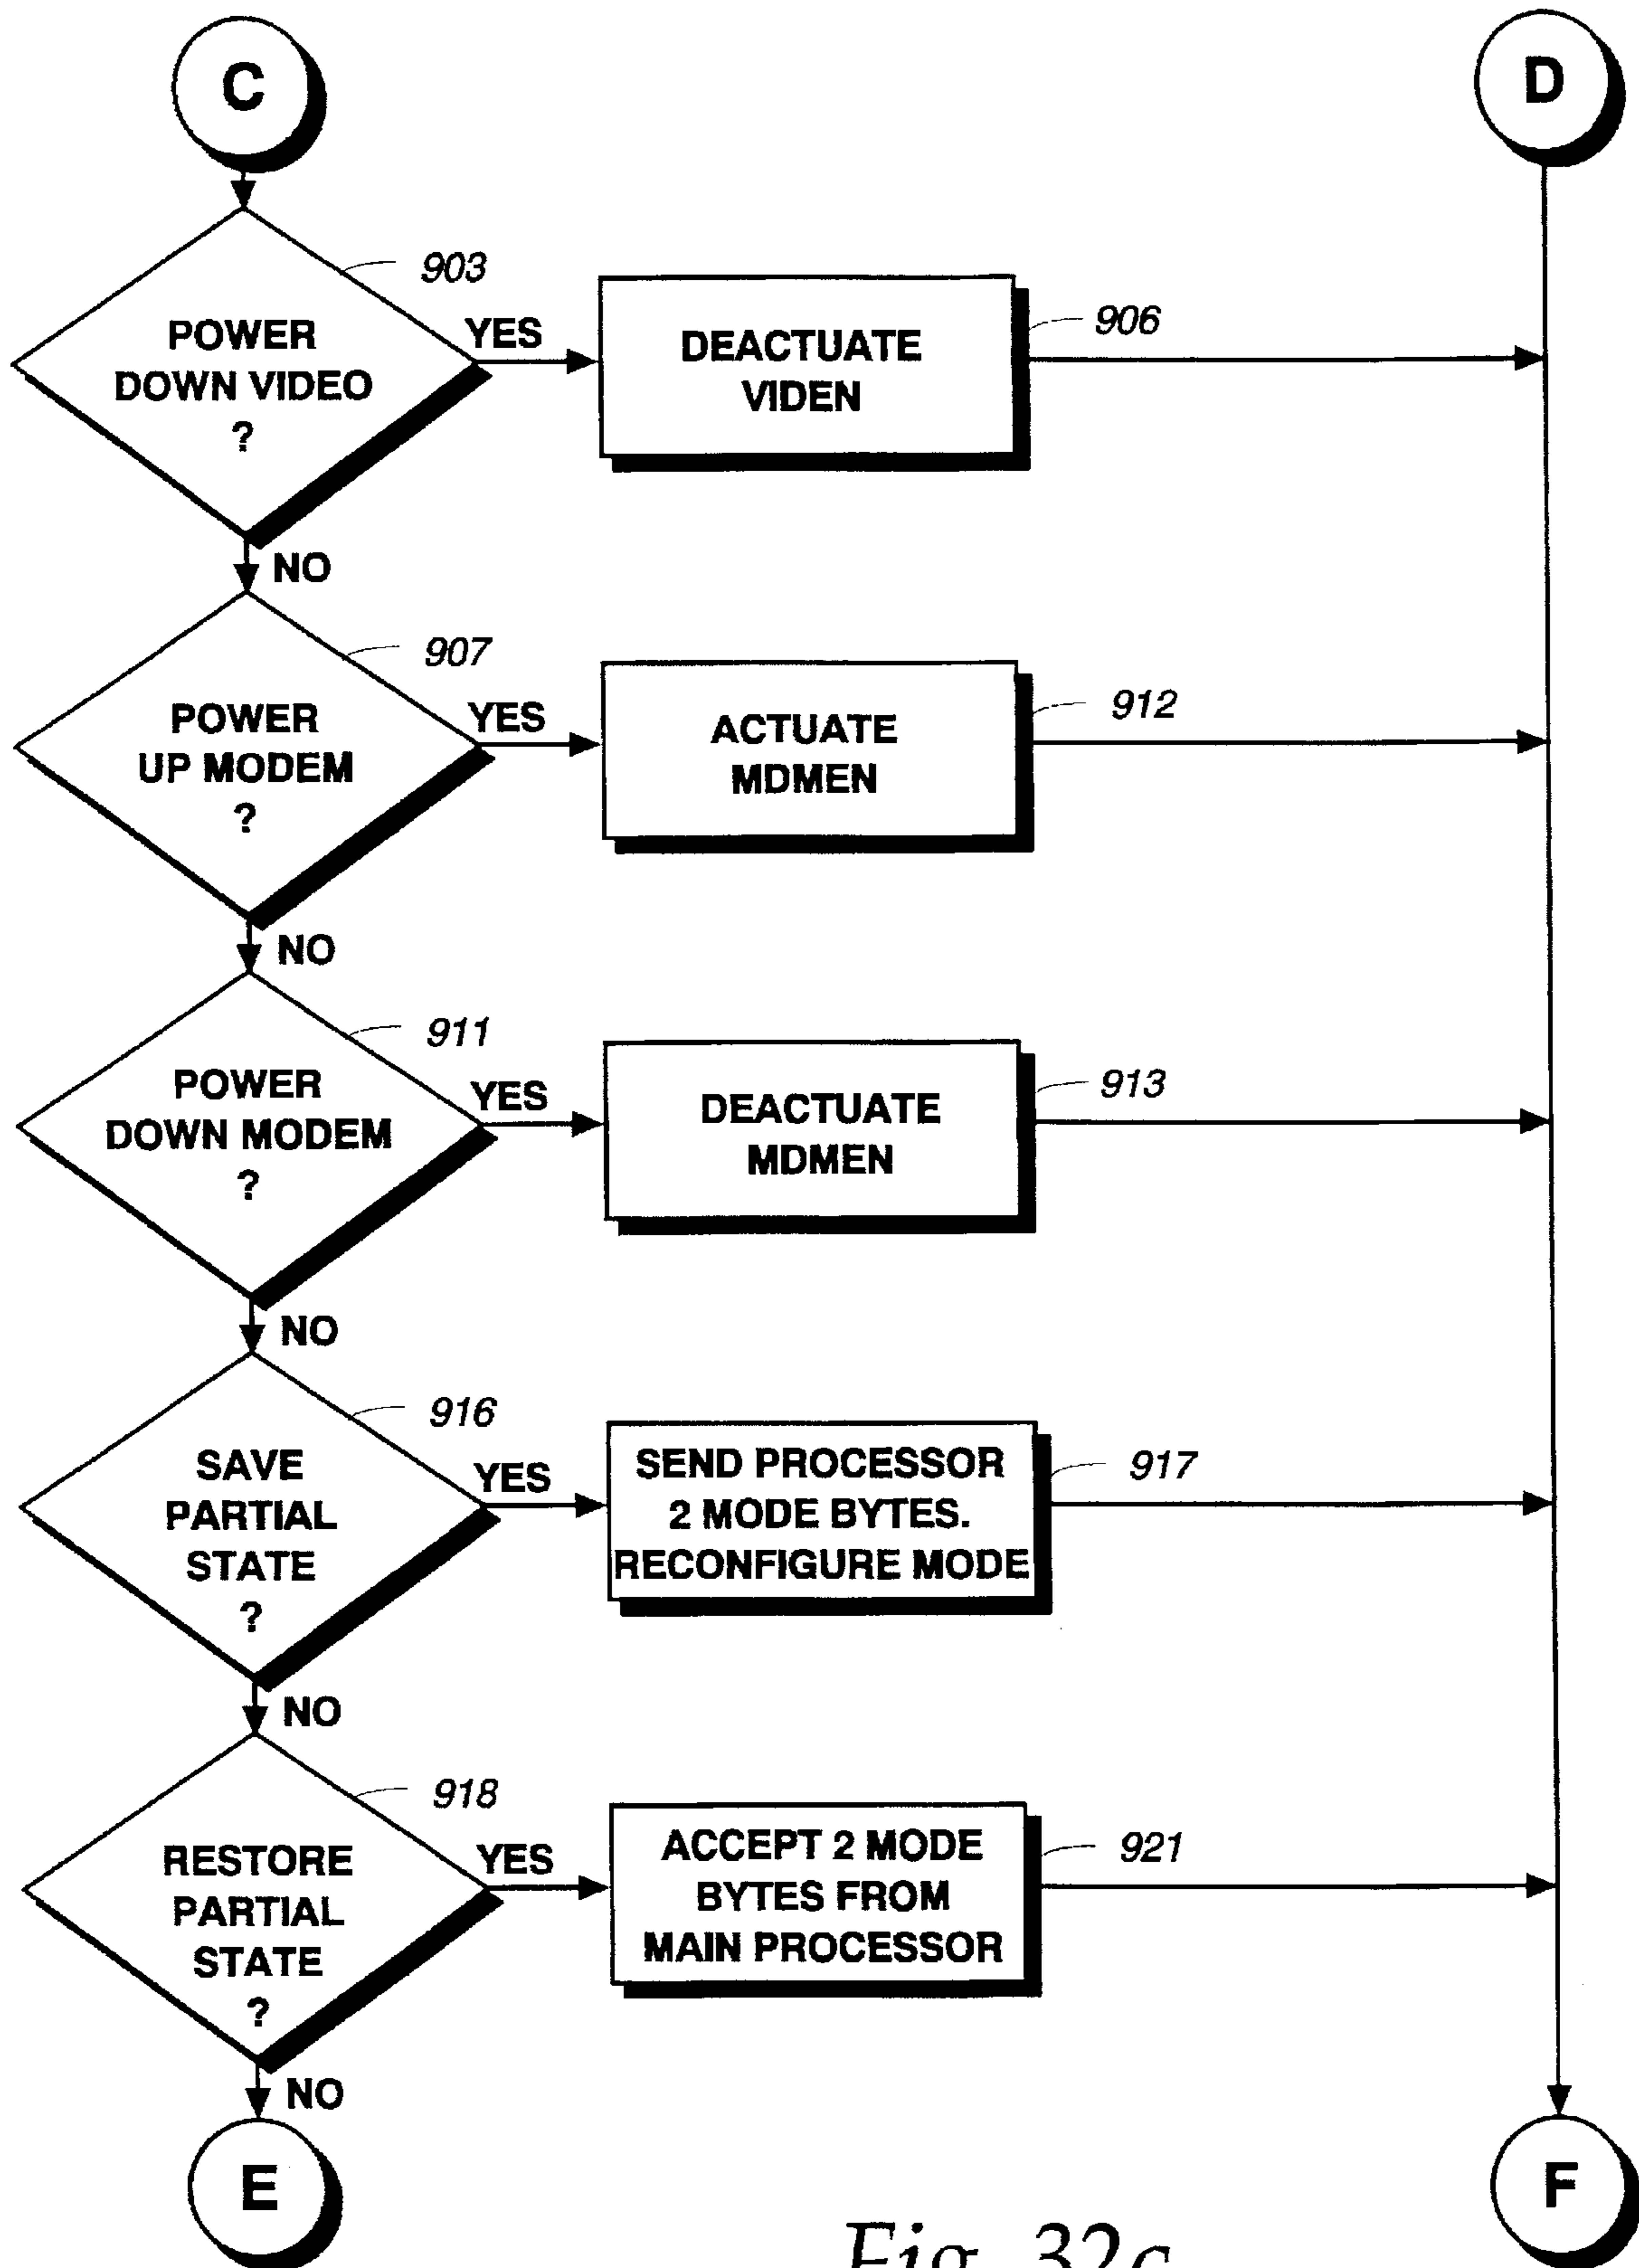 C
D
903
POWER
DOWN VIDEO
?
YES
DEACTUATE
VIDEN
906
NO
907
POWER
UP MODEM
?
YES
ACTUATE
MDMEN
912
NO
911
POWER
DOWN MODEM
?
YES
DEACTUATE
MDMEN
913
NO
916
SAVE
PARTIAL
STATE
?
YES
SEND PROCESSOR
2 MODE BYTES.
RECONFIGURE MODE
917
NO
918
RESTORE
PARTIAL
STATE
?
YES
ACCEPT 2 MODE
BYTES FROM
MAIN PROCESSOR
921
NO
E
F
Fig. 32c